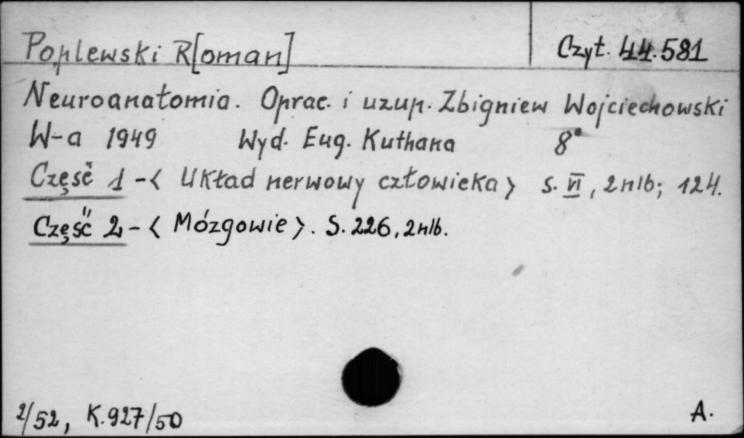 Poplewski R[oman]
Czyt. 44.581
Neuroanatomia. Oprac. i uzup. Zbigniew Wojciechowski
W-a 1949 Wyd. Eug. Kuthana 8°
Część 1 -< Układ nerwowy człowieka> s. VI, 2nlb; 124.
Część 2 - < Mózgowie>. S. 226, 2nlb.
2/52, K.927/50
A.